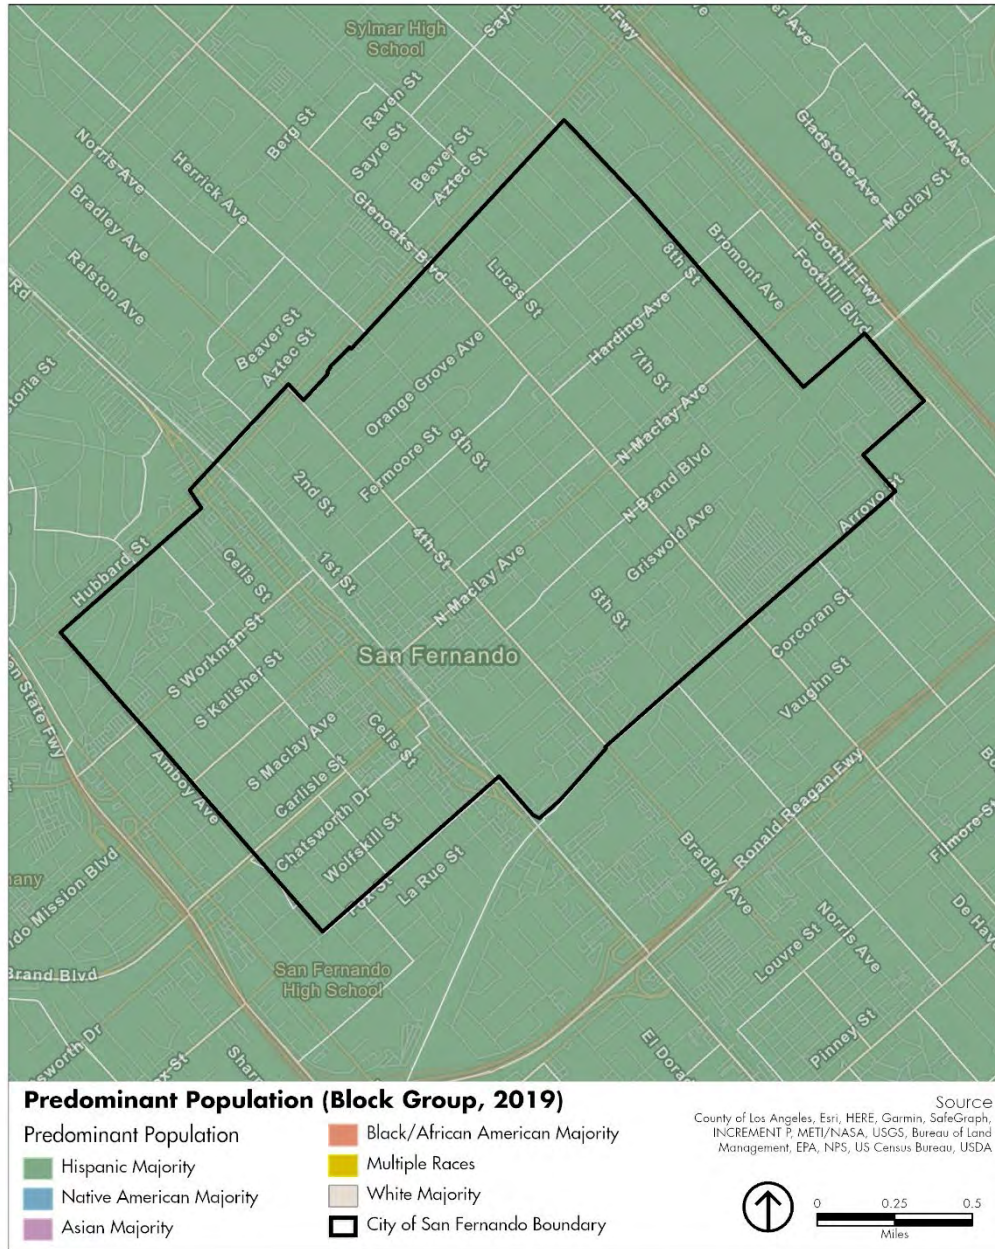 Sylmar High
School
Fwy
Berg St
Raven St
Sayre St
Beaver St
Aztec St
Norris Ave
Herrick Ave
Bradley Ave
Ralston Ave
Glenoaks Blvd
Gladstone Ave
Fenton Ave
Maclay St
Foothill Fwy
Foothill Blvd
Bromont Ave
8th St
Lucas St
Harding Ave
7th St
Rd
Beaver St
Aztec St
Orange Grove Ave
N Maclay Ave
Fermoore St
5th St
N Brand Blvd
2nd St
4th St
Griswold Ave
Arroyo St
Hubbard St
Celis St
1st St
N Maclay Ave
5th St
Corcoran St
S Workman St
San Fernando
S Kalisher St
Vaughn St
State Fwy
Amboy Ave
S Maclay Ave
Celis St
Carlisle St
Chatsworth Dr
Wolfskill St
Fox St
La Rue St
Ronald Reagan Fwy
Bradley Ave
Filmore St
Mission Blvd
Brand Blvd
San Fernando
High School
Louvre St
Norris Ave
Pinney St
Predominant Population (Block Group, 2019)
Predominant Population
Hispanic Majority
Native American Majority
Asian Majority
Black/African American Majority
Multiple Races
White Majority
City of San Fernando Boundary
Source
County of Los Angeles, Esri, HERE, Garmin, SafeGraph,
INCREMENT P, METI/NASA, USGS, Bureau of Land
Management, EPA, NPS, US Census Bureau, USDA
0 0.25 0.5
Miles